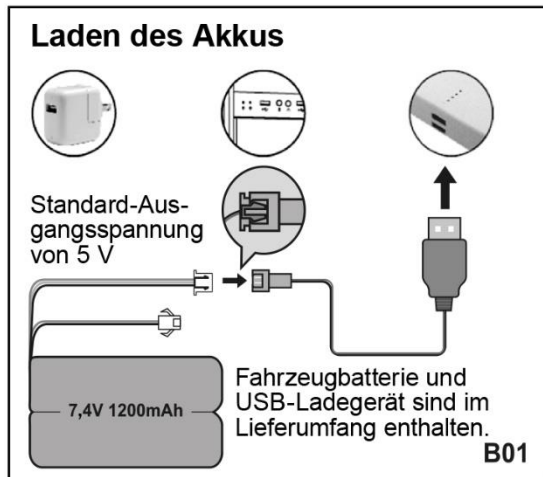 Laden des Akkus
Standard-Aus-
gangsspannung
von 5 V
7,4V 1200mAh
Fahrzeugbatterie und
USB-Ladegerät sind im
Lieferumfang enthalten.
B01